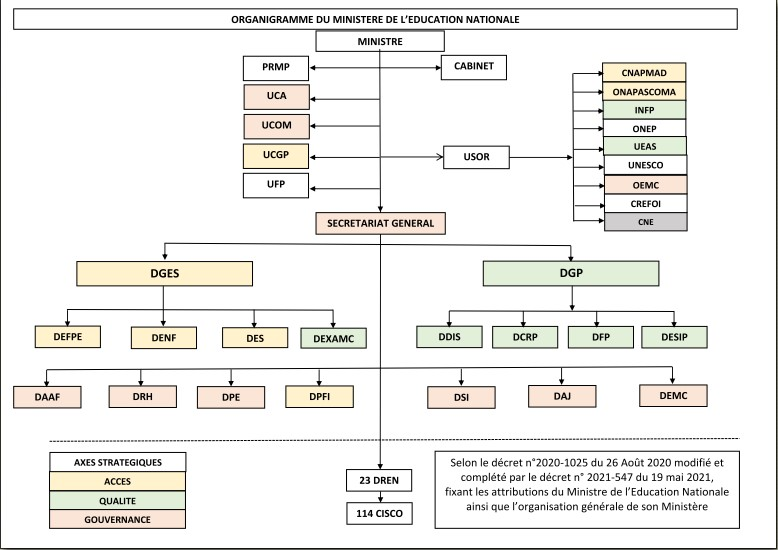 ORGANIGRAMME DU MINISTERE DE L'EDUCATION NATIONALE
MINISTRE
PRMP
CABINET
UCA
UCOM
UCGP
UFP
USOR
CNAPMAD
ONAPASCOMA
INFP
ONEP
UEAS
UNESCO
OEMC
CREFOI
CNE
SECRETARIAT GENERAL
DGES
DGP
DEFPE
DENF
DES
DEXAMC
DDIS
DCRP
DFP
DESIP
DAAF
DRH
DPE
DPFI
DSI
DAJ
DEMC
AXES STRATEGIQUES
ACCES
QUALITE
GOUVERNANCE
23 DREN
114 CISCO
Selon le décret n°2020-1025 du 26 Août 2020 modifié et
complété par le décret n° 2021-547 du 19 mai 2021,
fixant les attributions du Ministre de l'Education Nationale
ainsi que l'organisation générale de son Ministère